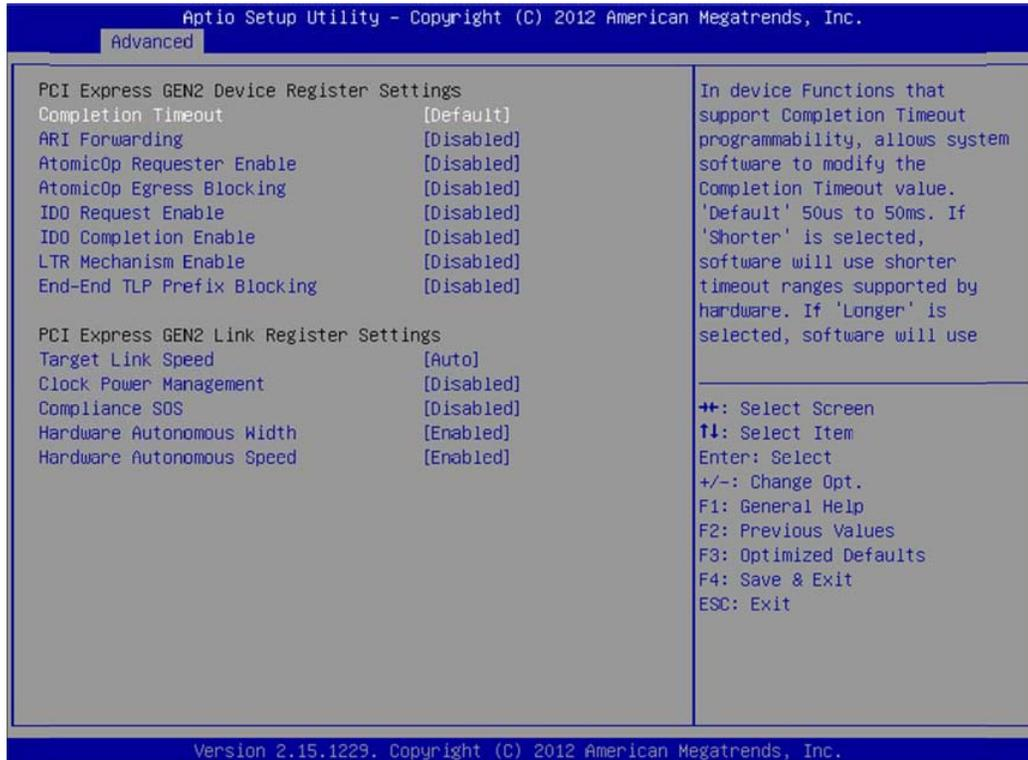 Aptio Setup Utility – Copyright (C) 2012 American Megatrends, Inc.
Advanced
PCI Express GEN2 Device Register Settings
Completion Timeout [Default]
ARI Forwarding [Disabled]
AtomicOp Requester Enable [Disabled]
AtomicOp Egress Blocking [Disabled]
IDO Request Enable [Disabled]
IDO Completion Enable [Disabled]
LTR Mechanism Enable [Disabled]
End-End TLP Prefix Blocking [Disabled]
PCI Express GEN2 Link Register Settings
Target Link Speed [Auto]
Clock Power Management [Disabled]
Compliance SOS [Disabled]
Hardware Autonomous Width [Enabled]
Hardware Autonomous Speed [Enabled]
In device Functions that
support Completion Timeout
programmability, allows system
software to modify the
Completion Timeout value.
'Default' 50us to 50ms. If
'Shorter' is selected,
software will use shorter
timeout ranges supported by
hardware. If 'Longer' is
selected, software will use
→←: Select Screen
↑↓: Select Item
Enter: Select
+/-: Change Opt.
F1: General Help
F2: Previous Values
F3: Optimized Defaults
F4: Save & Exit
ESC: Exit
Version 2.15.1229. Copyright (C) 2012 American Megatrends, Inc.